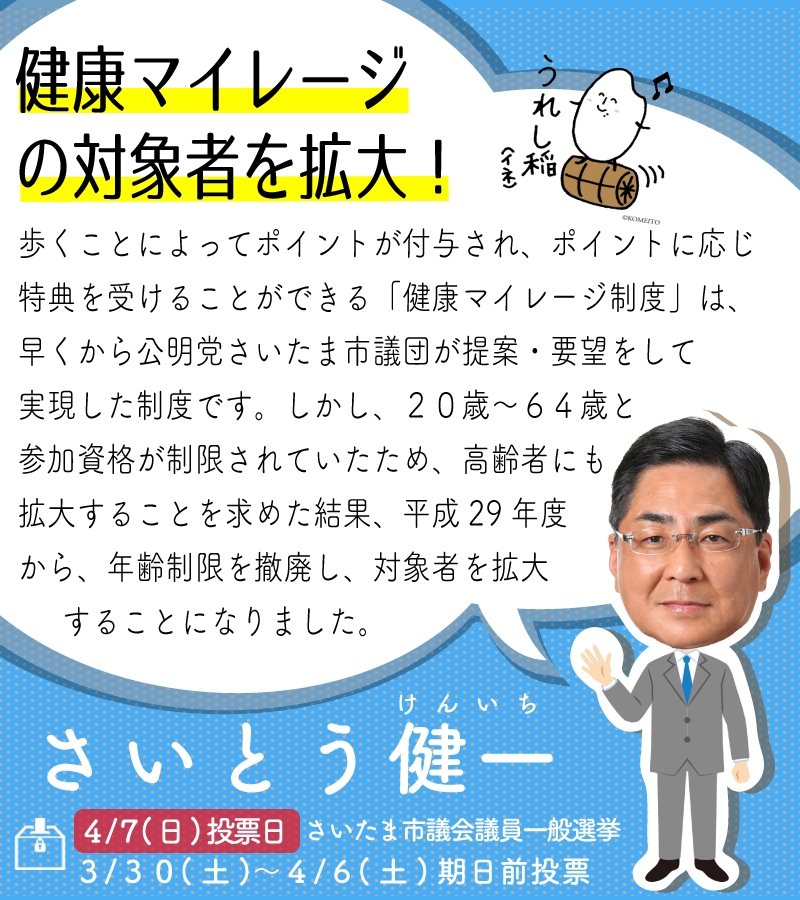 健康マイレージ
の対象者を拡大！
うれし稲
(イネ)
©KOMEITO
歩くことによってポイントが付与され、ポイントに応じ
特典を受けることができる「健康マイレージ制度」は、
早くから公明党さいたま市議団が提案・要望をして
実現した制度です。しかし、２０歳～６４歳と
参加資格が制限されていたため、高齢者にも
拡大することを求めた結果、平成29年度
から、年齢制限を撤廃し、対象者を拡大
することになりました。
けんいち
さいとう健一
4/7(日)投票日 さいたま市議会議員一般選挙
３/３０(土)～４/６(土)期日前投票